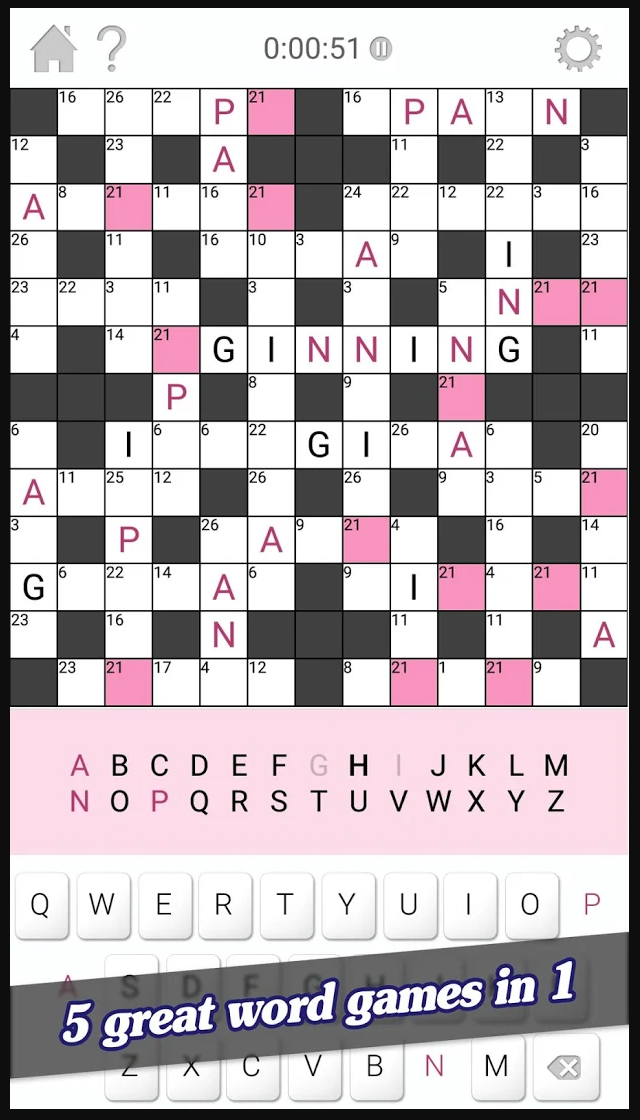 0:00:51
16 26 22 P 21 16 P A 13 N
12 23 A 11 22 3
A 8 21 11 16 21 24 22 12 22 3 16
26 11 16 10 3 A 9 I 23
23 22 3 11 3 3 5 N 21 21
4 14 21 G I N N I N G 11
P 8 9 21
6 I 6 6 22 G I 26 A 6 20
A 11 25 12 26 26 9 3 5 21
3 P 26 A 9 21 4 16 14
G 6 22 14 A 6 9 I 21 4 21 11
23 16 N 11 11 A
23 21 17 4 12 8 21 1 21 9
A B C D E F G H I J K L M
N O P Q R S T U V W X Y Z
Q W E R T Y U I O P
A S D F G H
5 great word games in 1
Z X C V B N M